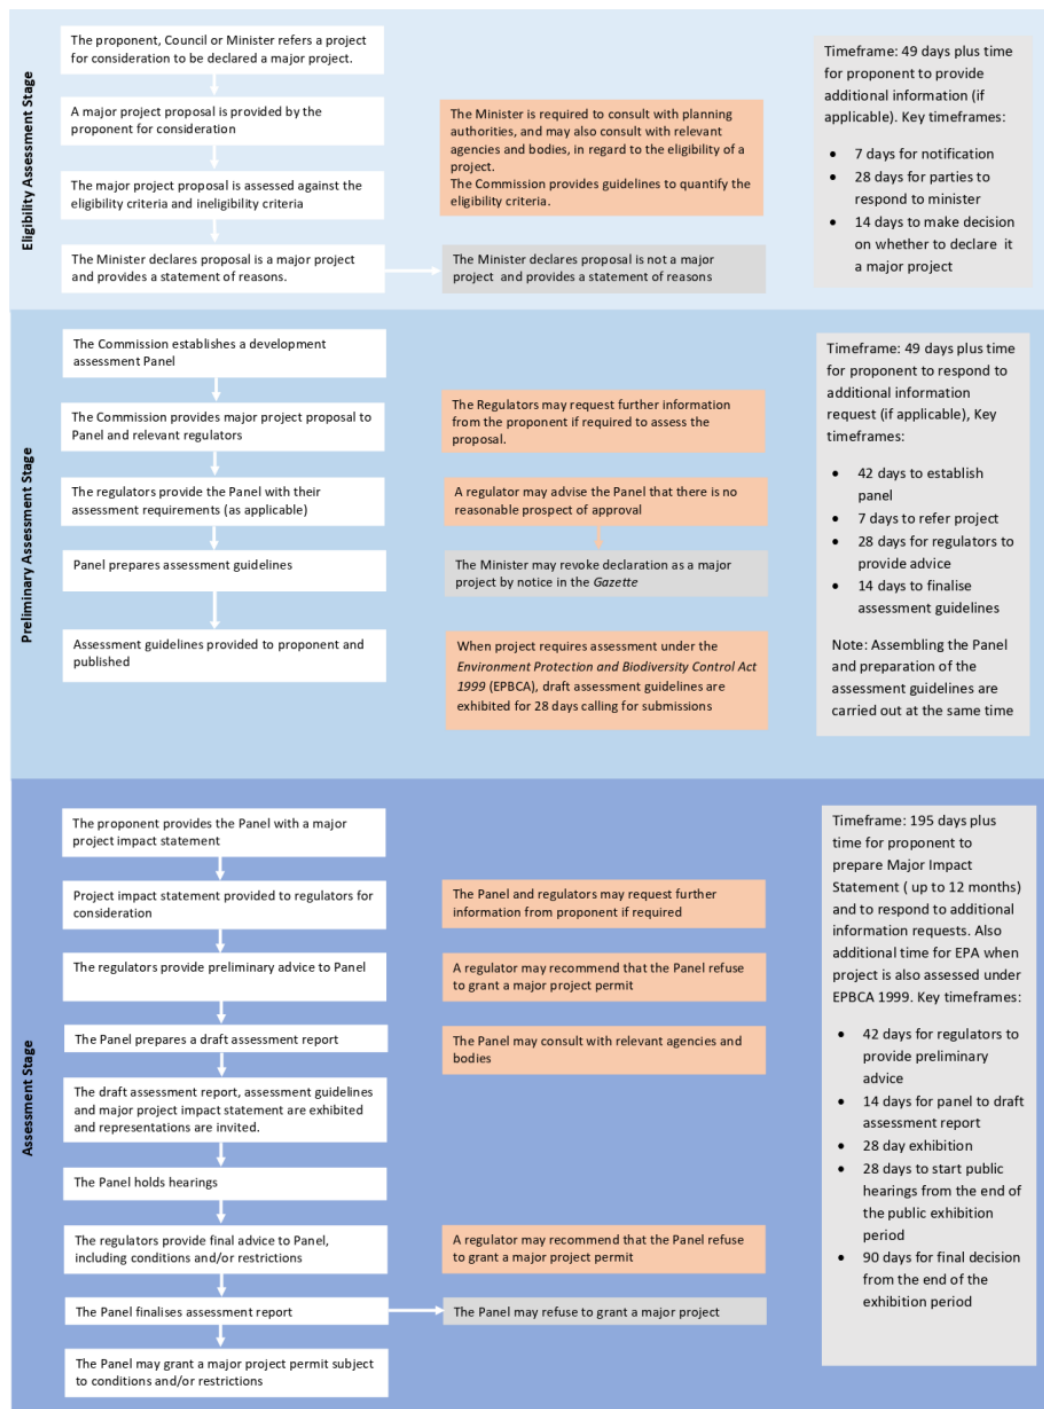 Eligibility Assessment Stage
The proponent, Council or Minister refers a project
for consideration to be declared a major project.
A major project proposal is provided by the
proponent for consideration
The major project proposal is assessed against the
eligibility criteria and ineligibility criteria
The Minister declares proposal is a major project
and provides a statement of reasons.
The Minister is required to consult with planning
authorities, and may also consult with relevant
agencies and bodies, in regard to the eligibility of a
project.
The Commission provides guidelines to quantify the
eligibility criteria.
The Minister declares proposal is not a major
project and provides a statement of reasons
Timeframe: 49 days plus time
for proponent to provide
additional information (if
applicable). Key timeframes:
• 7 days for notification
• 28 days for parties to
respond to minister
• 14 days to make decision
on whether to declare it
a major project
Preliminary Assessment Stage
The Commission establishes a development
assessment Panel
The Commission provides major project proposal to
Panel and relevant regulators
The regulators provide the Panel with their
assessment requirements (as applicable)
Panel prepares assessment guidelines
Assessment guidelines provided to proponent and
published
The Regulators may request further information
from the proponent if required to assess the
proposal.
A regulator may advise the Panel that there is no
reasonable prospect of approval
The Minister may revoke declaration as a major
project by notice in the Gazette
When project requires assessment under the
Environment Protection and Biodiversity Control Act
1999 (EPBCA), draft assessment guidelines are
exhibited for 28 days calling for submissions
Timeframe: 49 days plus time
for proponent to respond to
additional information
request (if applicable), Key
timeframes:
• 42 days to establish
panel
• 7 days to refer project
• 28 days for regulators to
provide advice
• 14 days to finalise
assessment guidelines
Note: Assembling the Panel
and preparation of the
assessment guidelines are
carried out at the same time
Assessment Stage
The proponent provides the Panel with a major
project impact statement
Project impact statement provided to regulators for
consideration
The regulators provide preliminary advice to Panel
The Panel prepares a draft assessment report
The draft assessment report, assessment guidelines
and major project impact statement are exhibited
and representations are invited.
The Panel holds hearings
The regulators provide final advice to Panel,
including conditions and/or restrictions
The Panel finalises assessment report
The Panel may grant a major project permit subject
to conditions and/or restrictions
The Panel and regulators may request further
information from proponent if required
A regulator may recommend that the Panel refuse
to grant a major project permit
The Panel may consult with relevant agencies and
bodies
A regulator may recommend that the Panel refuse
to grant a major project permit
The Panel may refuse to grant a major project
Timeframe: 195 days plus
time for proponent to
prepare Major Impact
Statement ( up to 12 months)
and to respond to additional
information requests. Also
additional time for EPA when
project is also assessed under
EPBCA 1999. Key timeframes:
• 42 days for regulators to
provide preliminary
advice
• 14 days for panel to draft
assessment report
• 28 day exhibition
• 28 days to start public
hearings from the end of
the public exhibition
period
• 90 days for final decision
from the end of the
exhibition period